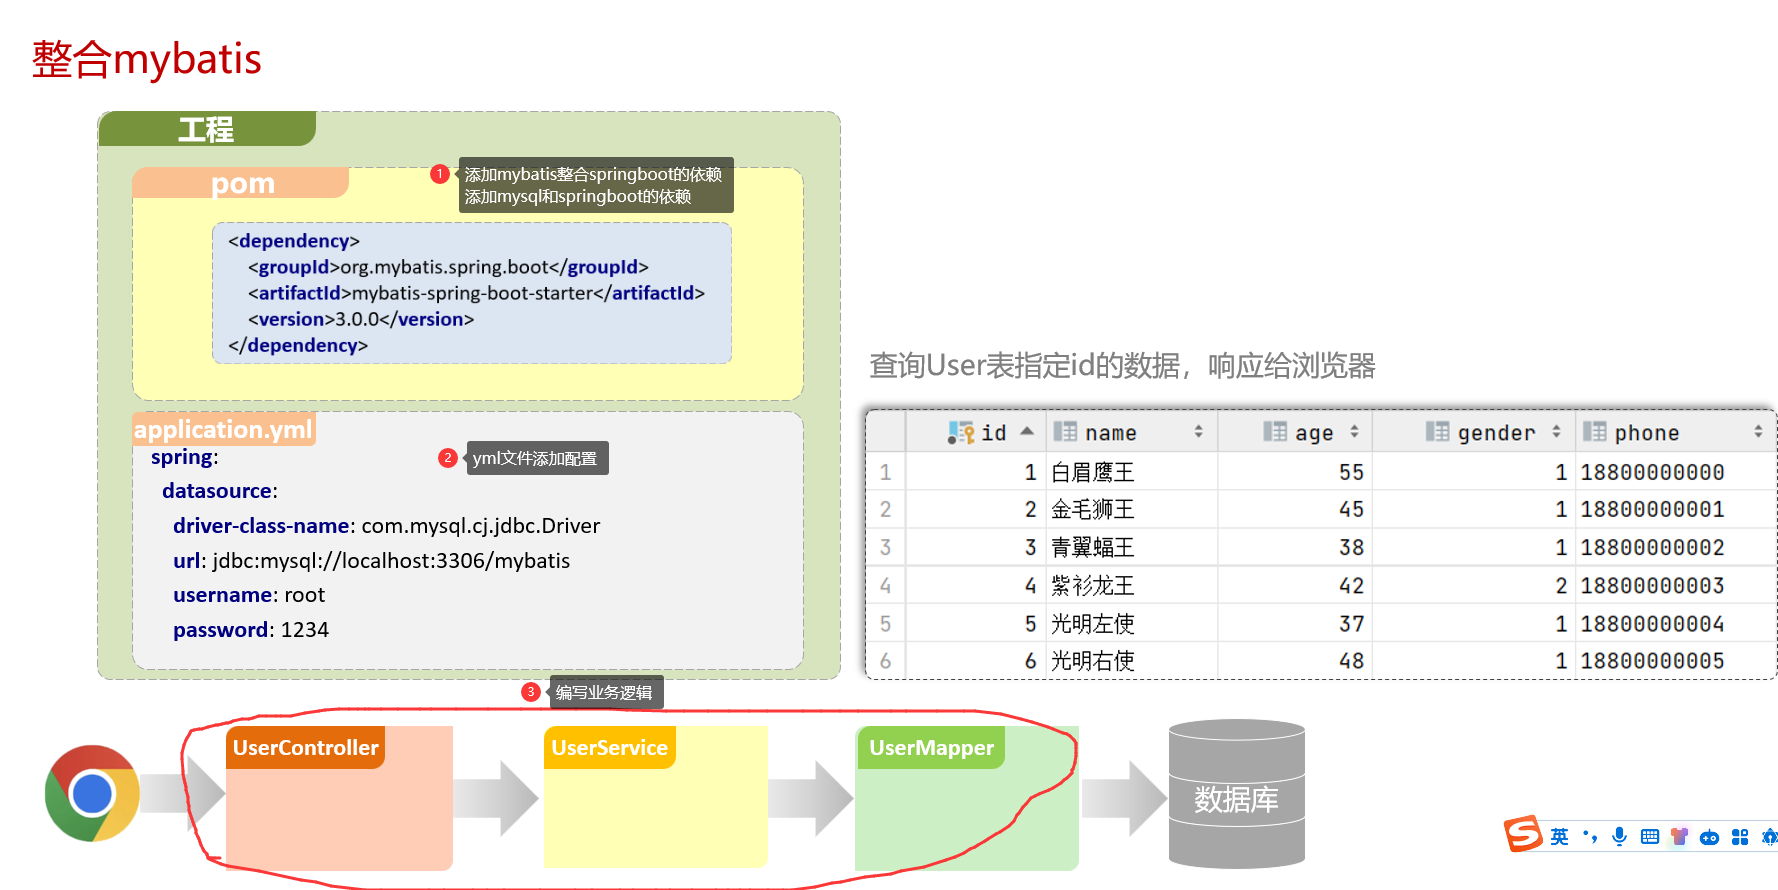 整合mybatis
工程
pom
1 添加mybatis整合springboot的依赖
添加mysql和springboot的依赖
<dependency>
<groupId>org.mybatis.spring.boot</groupId>
<artifactId>mybatis-spring-boot-starter</artifactId>
<version>3.0.0</version>
</dependency>
application.yml
2 yml文件添加配置
spring:
datasource:
driver-class-name: com.mysql.cj.jdbc.Driver
url: jdbc:mysql://localhost:3306/mybatis
username: root
password: 1234
查询User表指定id的数据，响应给浏览器
id name age gender phone
1 1 白眉鹰王 55 1 18800000000
2 2 金毛狮王 45 1 18800000001
3 3 青翼蝠王 38 1 18800000002
4 4 紫衫龙王 42 2 18800000003
5 5 光明左使 37 1 18800000004
6 6 光明右使 48 1 18800000005
3 编写业务逻辑
UserController
UserService
UserMapper
数据库
S 英